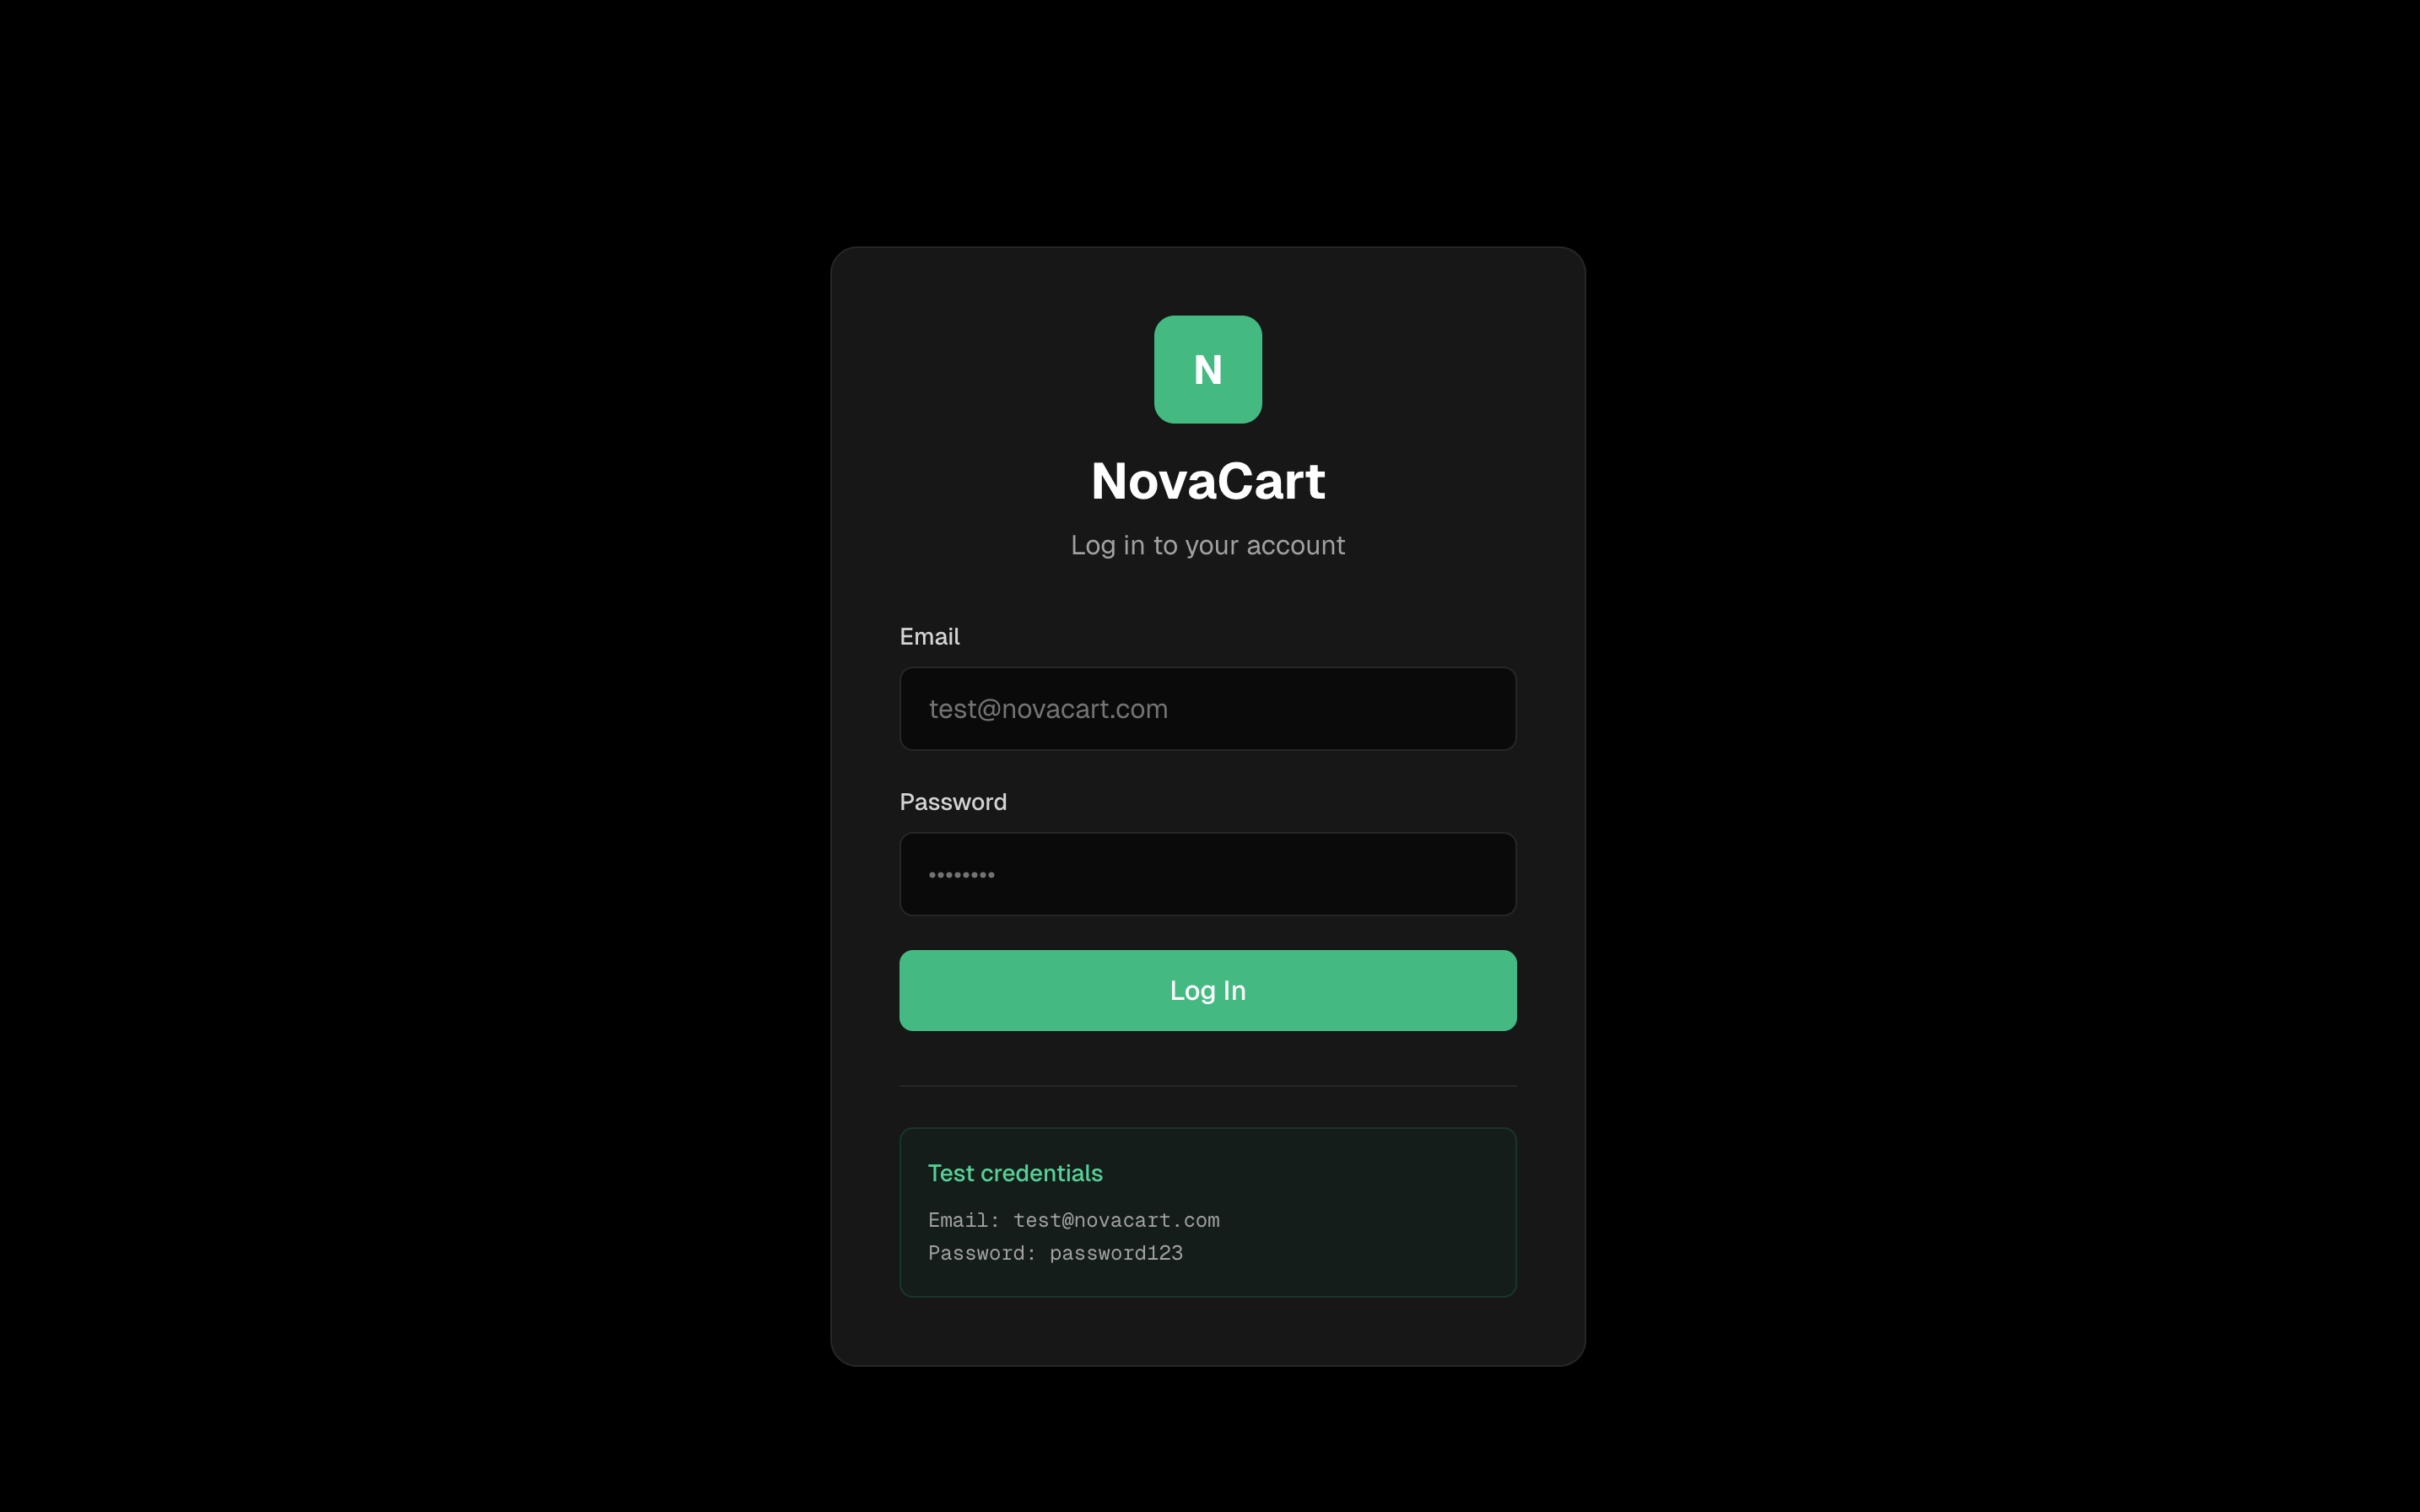 N
NovaCart
Log in to your account
Email
test@novacart.com
Password
••••••••
Log In
Test credentials
Email: test@novacart.com
Password: password123